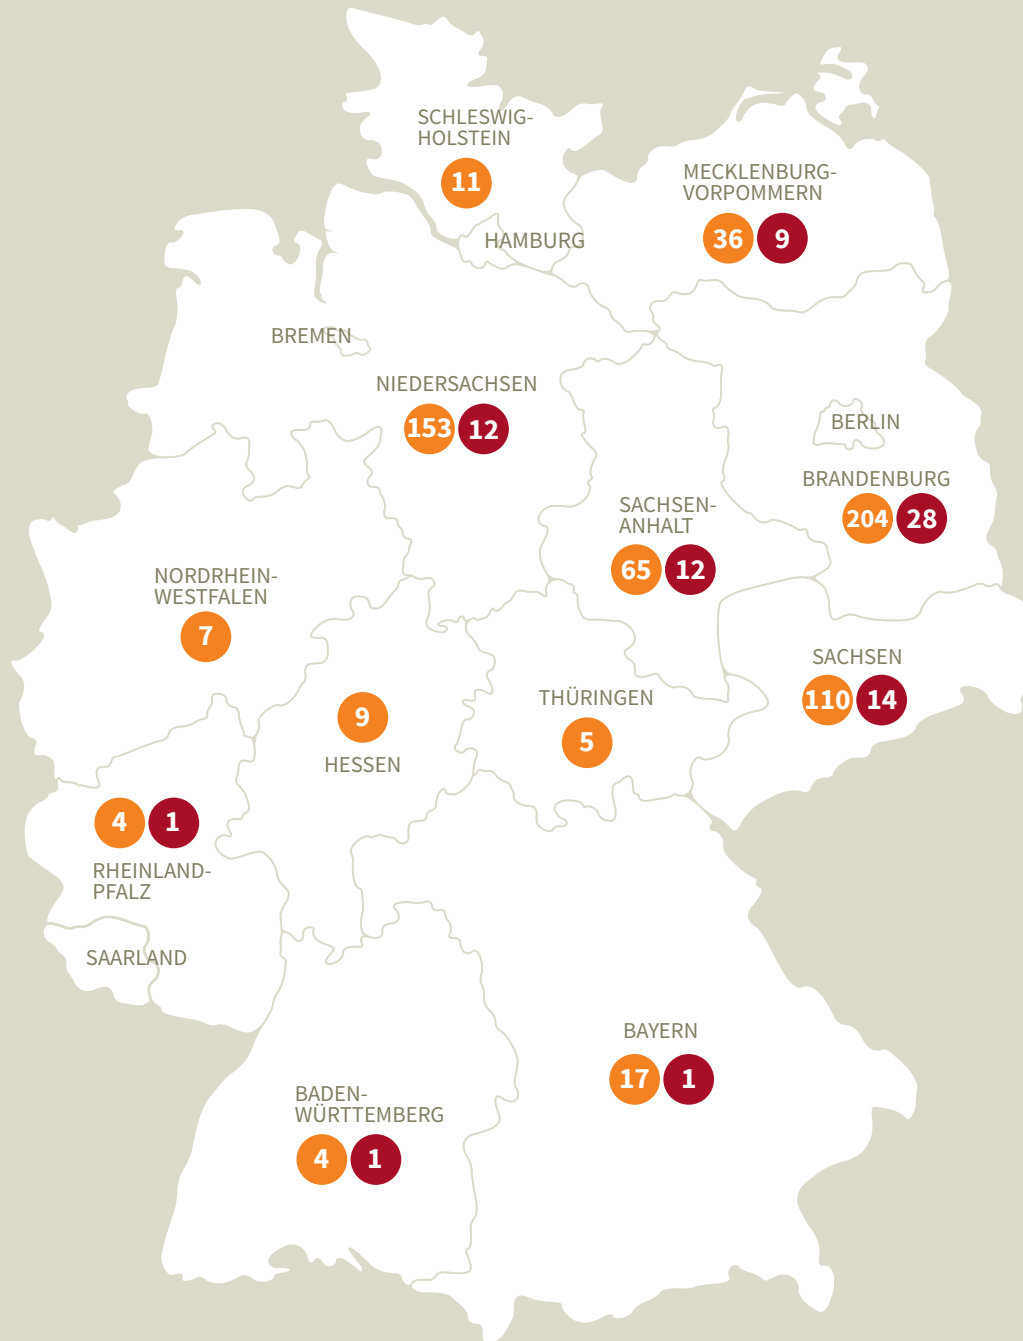 SCHLESWIG-
HOLSTEIN
11
MECKLENBURG-
VORPOMMERN
36 9
HAMBURG
BREMEN
NIEDERSACHSEN
153 12
BERLIN
BRANDENBURG
204 28
SACHSEN-
ANHALT
65 12
NORDRHEIN-
WESTFALEN
7
SACHSEN
110 14
THÜRINGEN
5
9
HESSEN
4 1
RHEINLAND-
PFALZ
SAARLAND
BAYERN
17 1
BADEN-
WÜRTTEMBERG
4 1